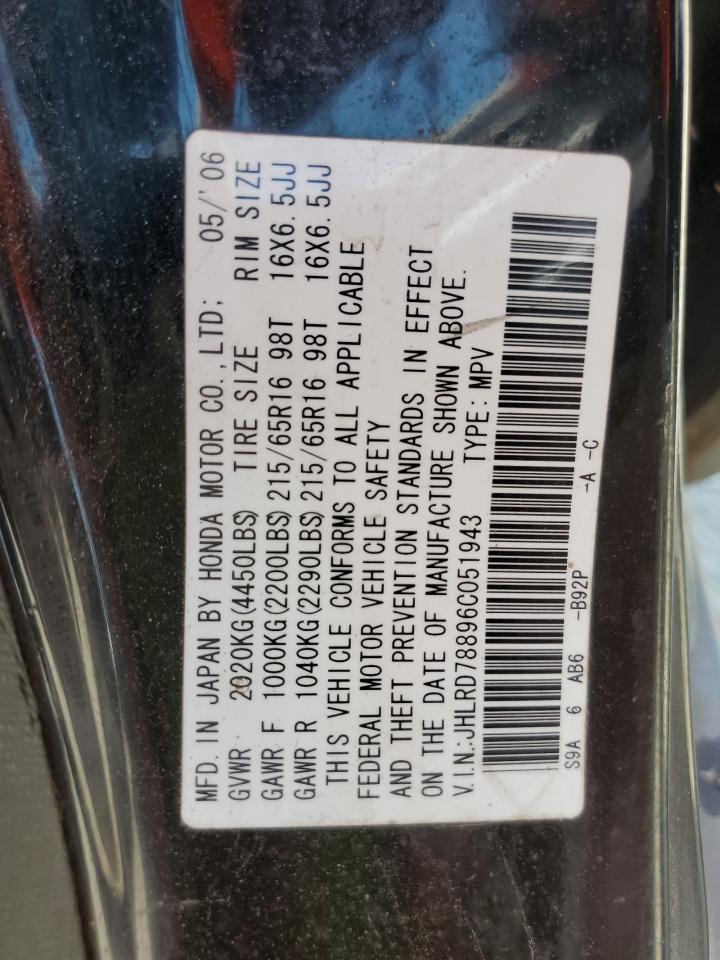 MFD. IN JAPAN BY HONDA MOTOR CO., LTD; 05/'06
GVWR 2020KG(4450LBS) TIRE SIZE RIM SIZE
GAWR F 1000KG(2200LBS) 215/65R16 98T 16X6.5JJ
GAWR R 1040KG(2290LBS) 215/65R16 98T 16X6.5JJ
THIS VEHICLE CONFORMS TO ALL APPLICABLE
FEDERAL MOTOR VEHICLE SAFETY
AND THEFT PREVENTION STANDARDS IN EFFECT
ON THE DATE OF MANUFACTURE SHOWN ABOVE.
V.I.N.:JHLRD78896C051943 TYPE: MPV
S9A 6 AB6 -B92P -A -C